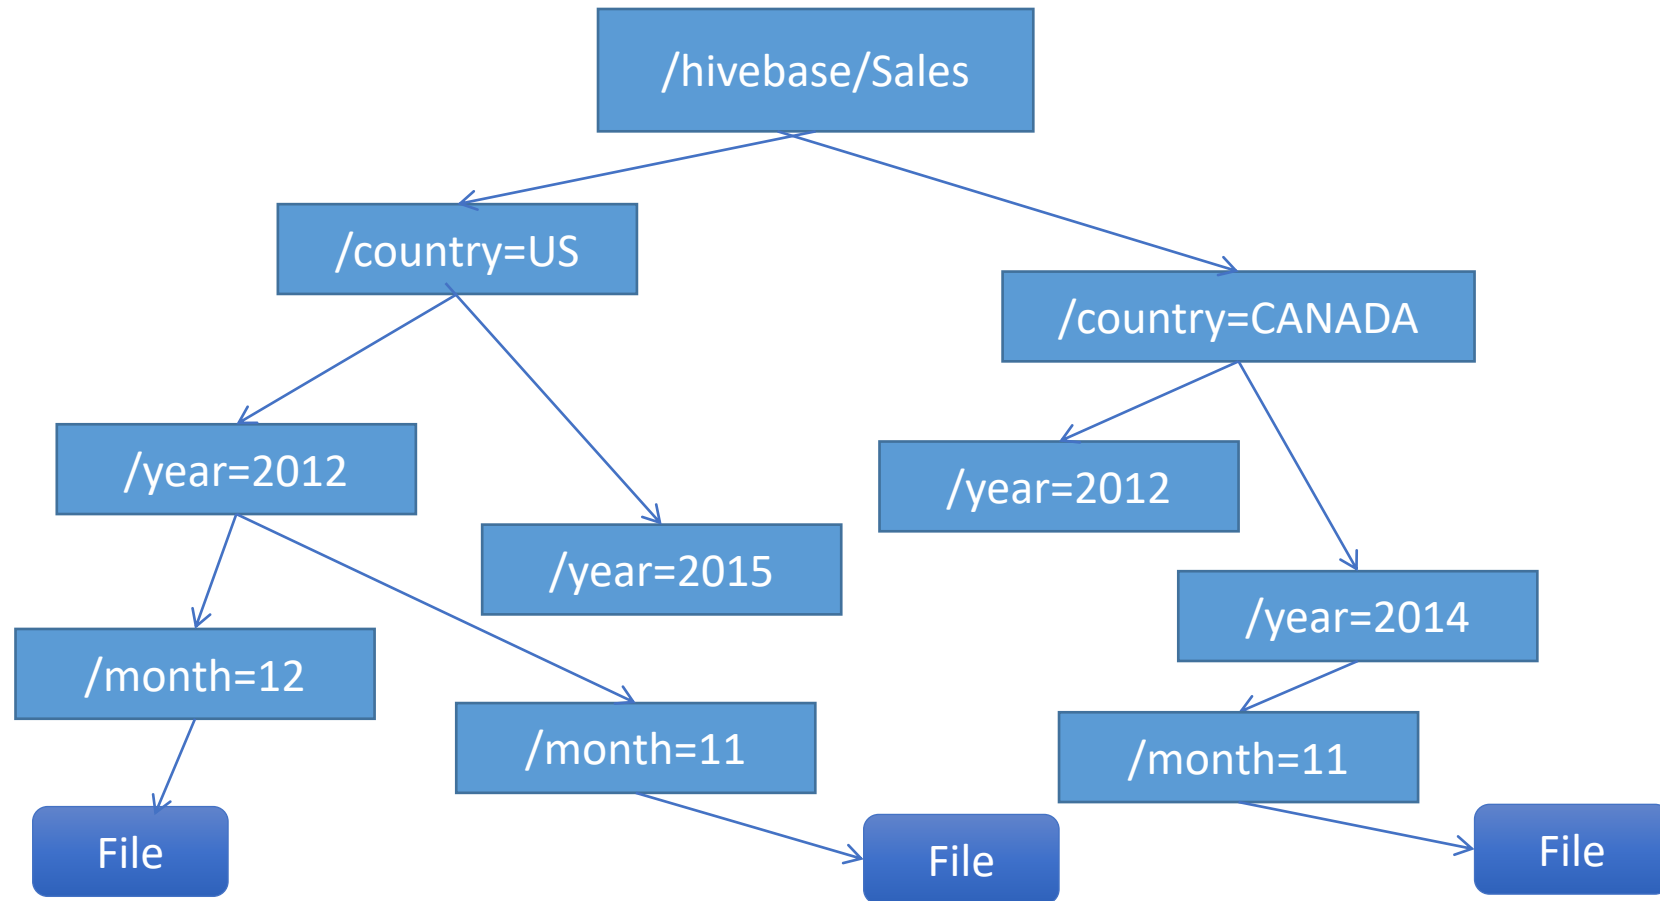 /hivebase/Sales
/country=US
/country=CANADA
/year=2012
/year=2012
/year=2015
/year=2014
/month=12
/month=11
/month=11
File
File
File